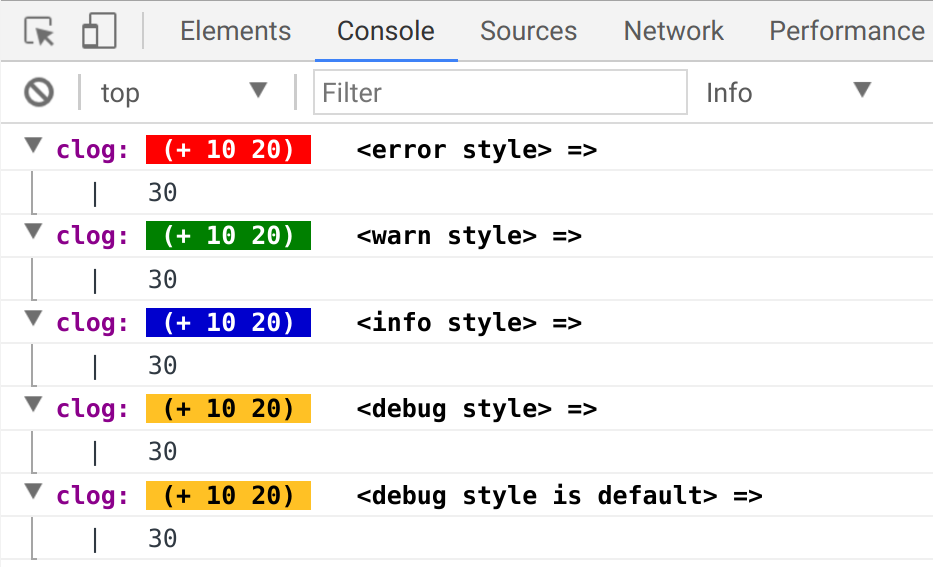 Elements Console Sources Network Performance
top Filter Info
clog: (+ 10 20) <error style> =>
| 30
clog: (+ 10 20) <warn style> =>
| 30
clog: (+ 10 20) <info style> =>
| 30
clog: (+ 10 20) <debug style> =>
| 30
clog: (+ 10 20) <debug style is default> =>
| 30